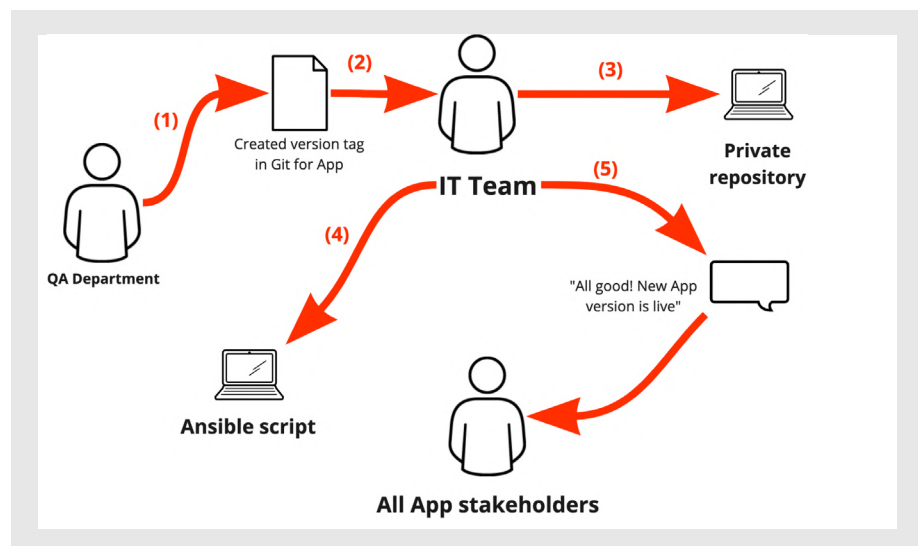 (1)
(2)
(3)
Created version tag
in Git for App
QA Department
IT Team
Private
repository
(4)
(5)
"All good! New App
version is live"
Ansible script
All App stakeholders